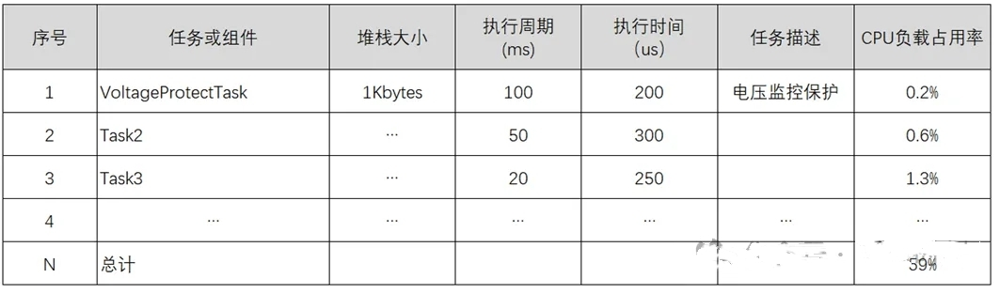 序号 任务或组件 堆栈大小 执行周期 (ms) 执行时间 (us) 任务描述 CPU负载占用率
1 VoltageProtectTask 1Kbytes 100 200 电压监控保护 0.2%
2 Task2 … 50 300 0.6%
3 Task3 … 20 250 1.3%
4 … … … … … …
N 总计 59%